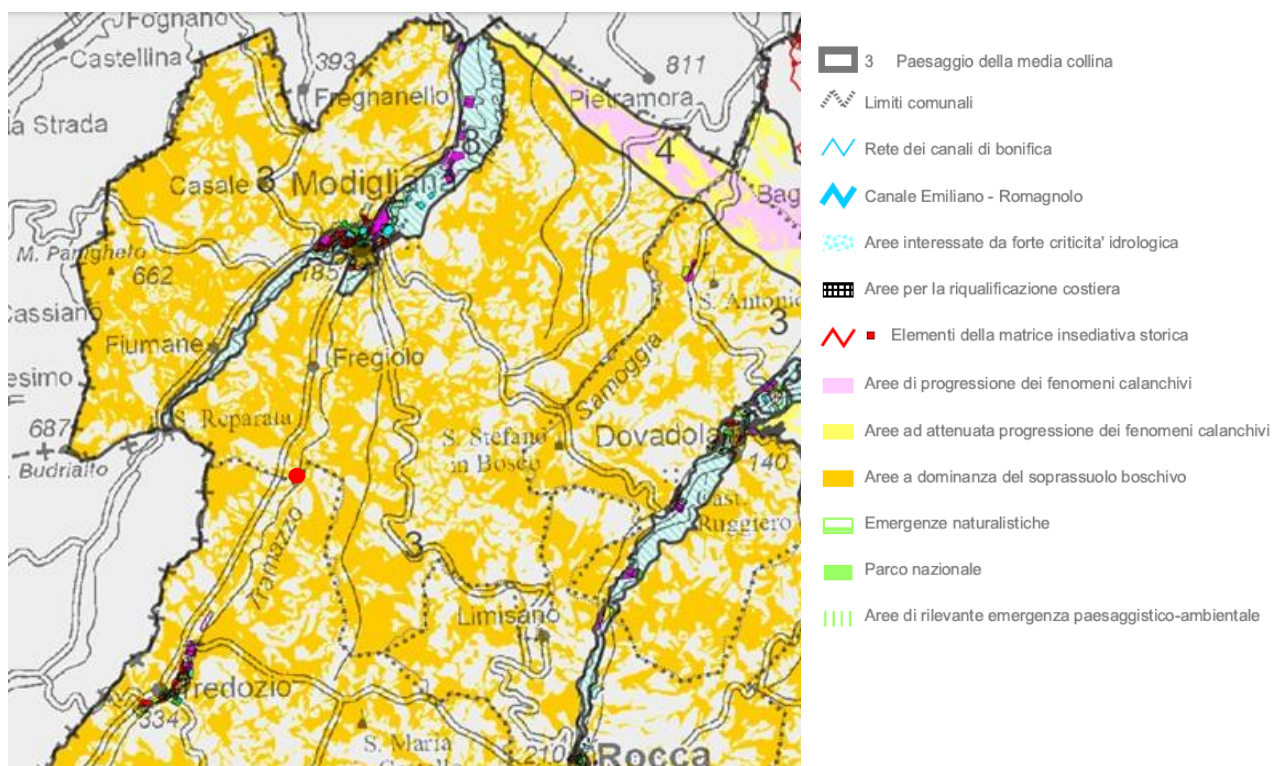 Fognano
Castellina
393
811
Fregnanello
Pietramora
a Strada
8
4
Casale
3
Modigliana
Bag
M. Parigheto
662
185
S. Antonio
3
Cassiano
Fiumane
Fregiolo
Samoggia
esimo
S. Reparata
687
S. Stefano
in Bosco
Dovadola
140
. Budrialto
Cast.
Ruggiero
Tramazzo
3
Limisano
Tredozio
334
S. Maria
210
Rocca
3 Paesaggio della media collina
Limiti comunali
Rete dei canali di bonifica
Canale Emiliano - Romagnolo
Aree interessate da forte criticita' idrologica
Aree per la riqualificazione costiera
Elementi della matrice insediativa storica
Aree di progressione dei fenomeni calanchivi
Aree ad attenuata progressione dei fenomeni calanchivi
Aree a dominanza del soprassuolo boschivo
Emergenze naturalistiche
Parco nazionale
Aree di rilevante emergenza paesaggistico-ambientale